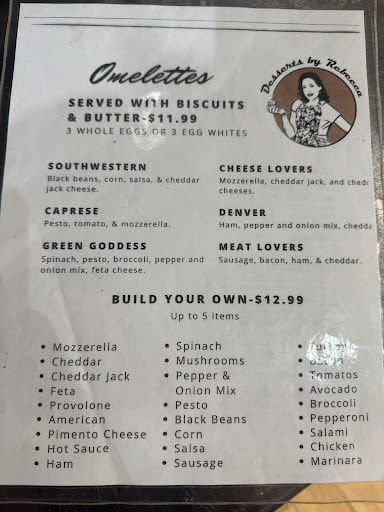 Omelettes
Desserts by Rebecca
SERVED WITH BISCUITS
& BUTTER-$11.99
3 WHOLE EGGS OR 3 EGG WHITES
SOUTHWESTERN
Black beans, corn, salsa, & cheddar
jack cheese.
CHEESE LOVERS
Mozzerella, cheddar jack, and chedd
cheeses.
CAPRESE
Pesto, tomato, & mozzerella.
DENVER
Ham, pepper and onion mix, chedda
GREEN GODDESS
Spinach, pesto, broccoli, pepper and
onion mix, feta cheese.
MEAT LOVERS
Sausage, bacon, ham, & cheddar.
BUILD YOUR OWN-$12.99
Up to 5 items
• Mozzerella
• Cheddar
• Cheddar Jack
• Feta
• Provolone
• American
• Pimento Cheese
• Hot Sauce
• Ham
• Spinach
• Mushrooms
• Pepper &
Onion Mix
• Pesto
• Black Beans
• Corn
• Salsa
• Sausage
• Tomatos
• Avocado
• Broccoli
• Pepperoni
• Salami
• Chicken
• Marinara